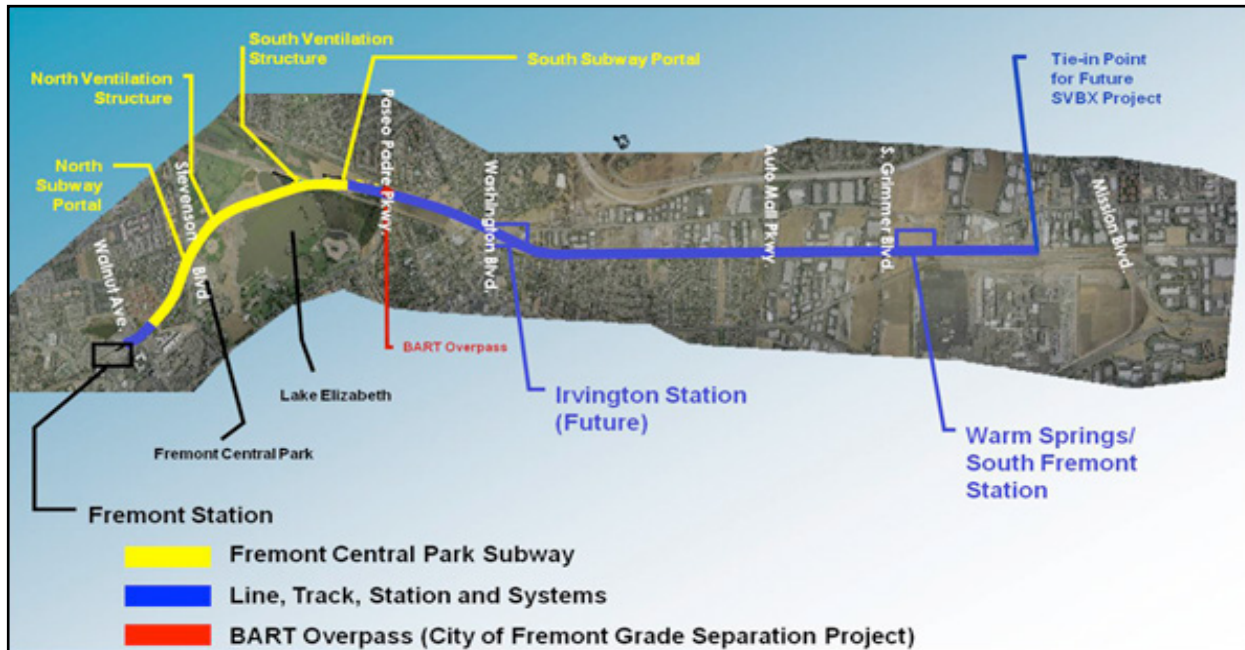 South Ventilation
Structure
South Subway Portal
North Ventilation
Structure
Tie-in Point
for Future
SVBX Project
North
Subway
Portal
Stevenson
Blvd.
Walnut Ave.
Paseo Padre Pkwy
Washington Blvd.
Auto Mall Pkwy
S. Grimmer Blvd.
Mission Blvd.
BART Overpass
Lake Elizabeth
Irvington Station
(Future)
Fremont Central Park
Warm Springs/
South Fremont
Station
Fremont Station
Fremont Central Park Subway
Line, Track, Station and Systems
BART Overpass (City of Fremont Grade Separation Project)